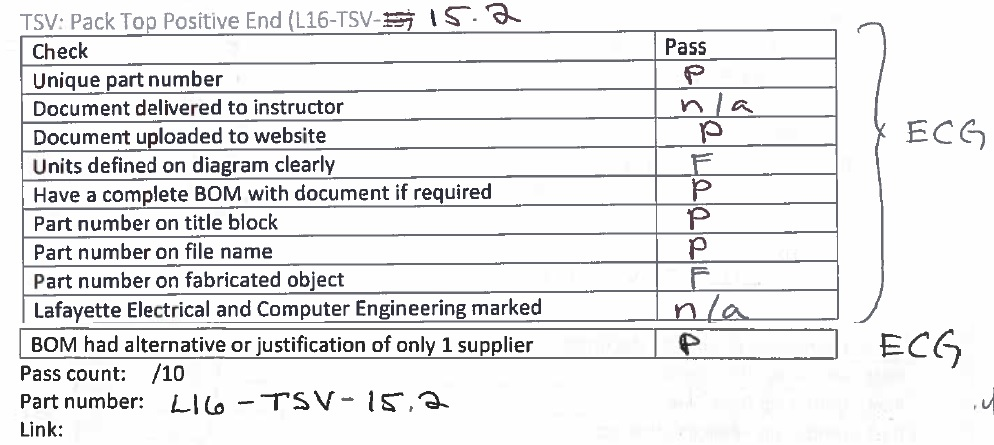 TSV: Pack Top Positive End (L16-TSV- 15.2
Check Pass
Unique part number P
Document delivered to instructor n/a
Document uploaded to website P
ECG
Units defined on diagram clearly F
Have a complete BOM with document if required P
Part number on title block P
Part number on file name P
Part number on fabricated object F
Lafayette Electrical and Computer Engineering marked n/a
BOM had alternative or justification of only 1 supplier P ECG
Pass count: /10
Part number: L16-TSV-15.2
Link: